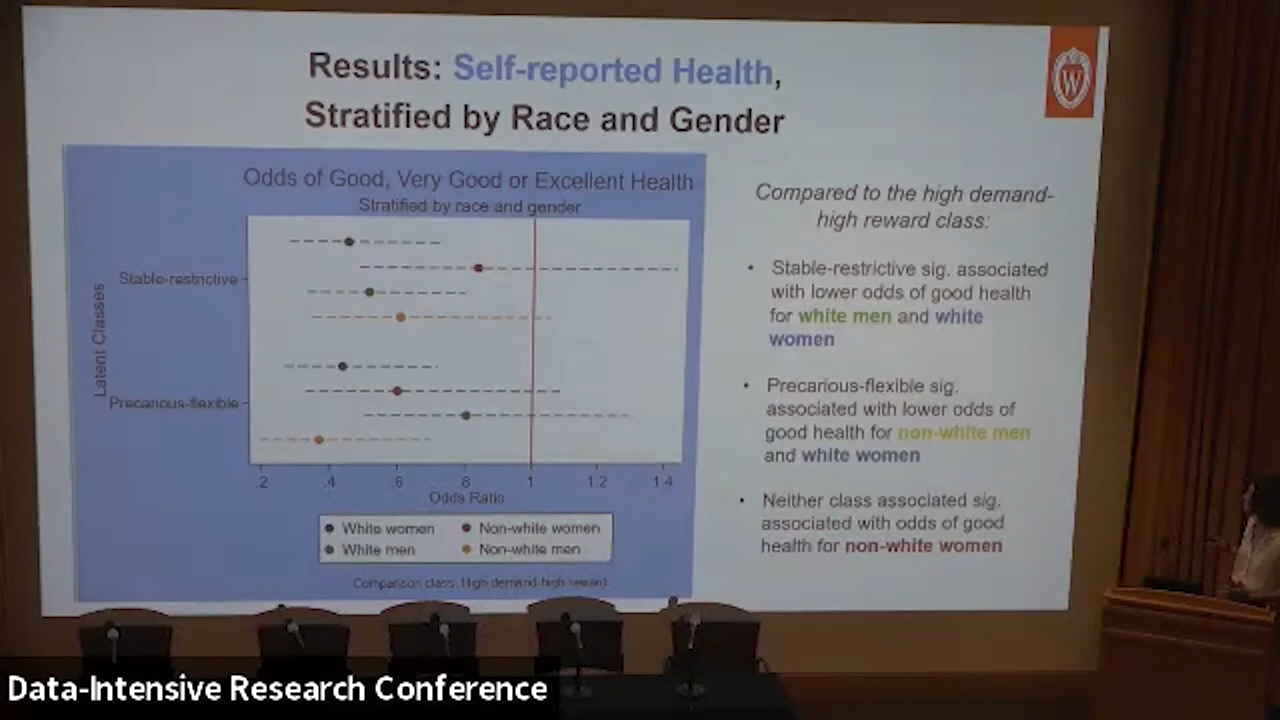 Results: Self-reported Health,
Stratified by Race and Gender
W
Odds of Good, Very Good or Excellent Health
Stratified by race and gender
Latent Classes
Stable-restrictive
Precarious-flexible
.2 .4 .6 .8 1 1.2 1.4
Odds Ratio
White women Non-white women
White men Non-white men
Comparison class: High demand-high reward
Compared to the high demand-
high reward class:
• Stable-restrictive sig. associated
with lower odds of good health
for white men and white
women
• Precarious-flexible sig.
associated with lower odds of
good health for non-white men
and white women
• Neither class associated sig.
associated with odds of good
health for non-white women
Data-Intensive Research Conference